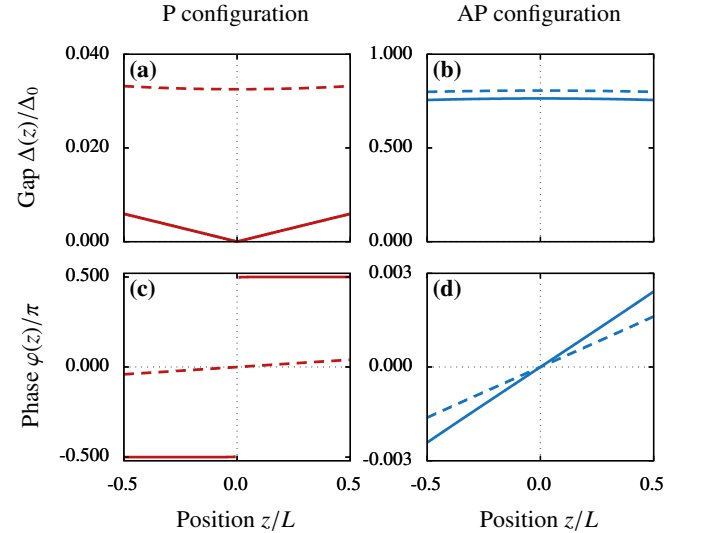 P configuration
AP configuration
Gap Δ(z)/Δ0
0.040
0.020
0.000
(a)
1.000
0.500
0.000
(b)
Phase φ(z)/π
0.500
0.000
-0.500
(c)
0.003
0.000
-0.003
(d)
-0.5
0.0
0.5
-0.5
0.0
0.5
Position z/L
Position z/L